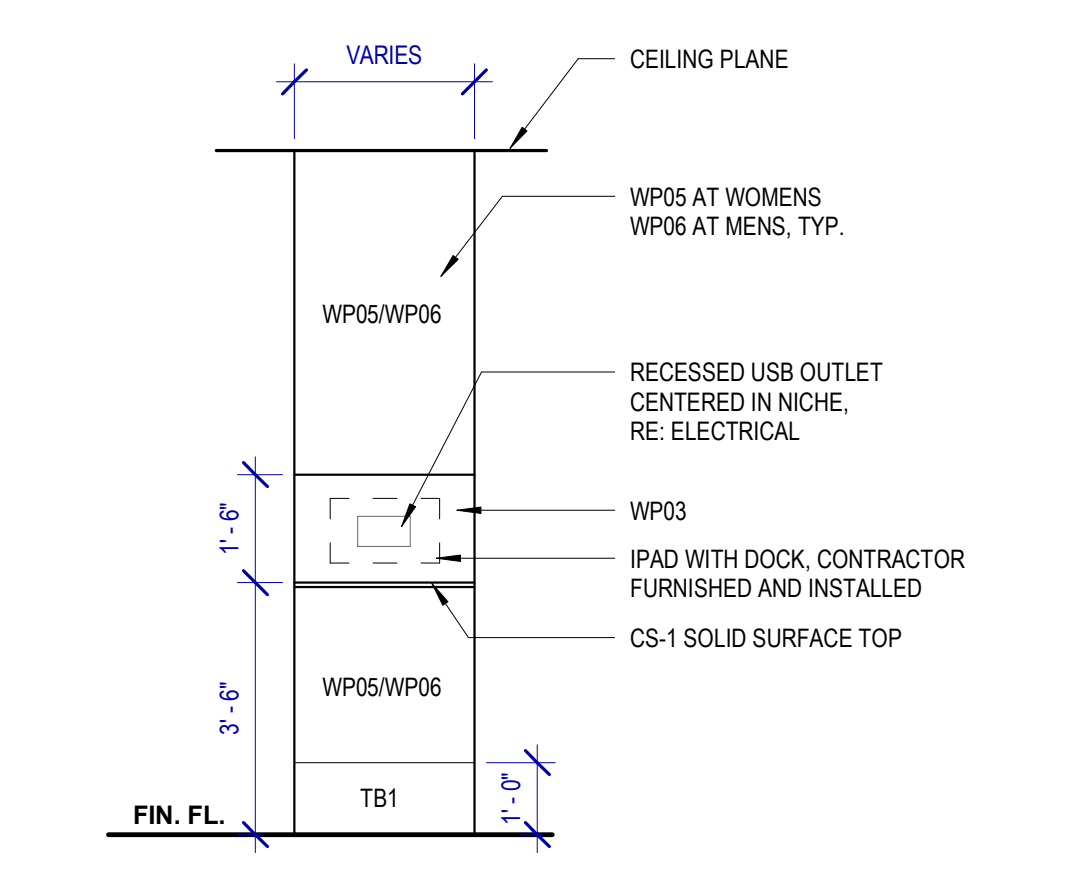 VARIES
CEILING PLANE
WP05 AT WOMENS
WP06 AT MENS, TYP.
WP05/WP06
RECESSED USB OUTLET
CENTERED IN NICHE,
RE: ELECTRICAL
1' - 6"
WP03
IPAD WITH DOCK, CONTRACTOR
FURNISHED AND INSTALLED
CS-1 SOLID SURFACE TOP
WP05/WP06
3' - 6"
TB1
1' - 0"
FIN. FL.